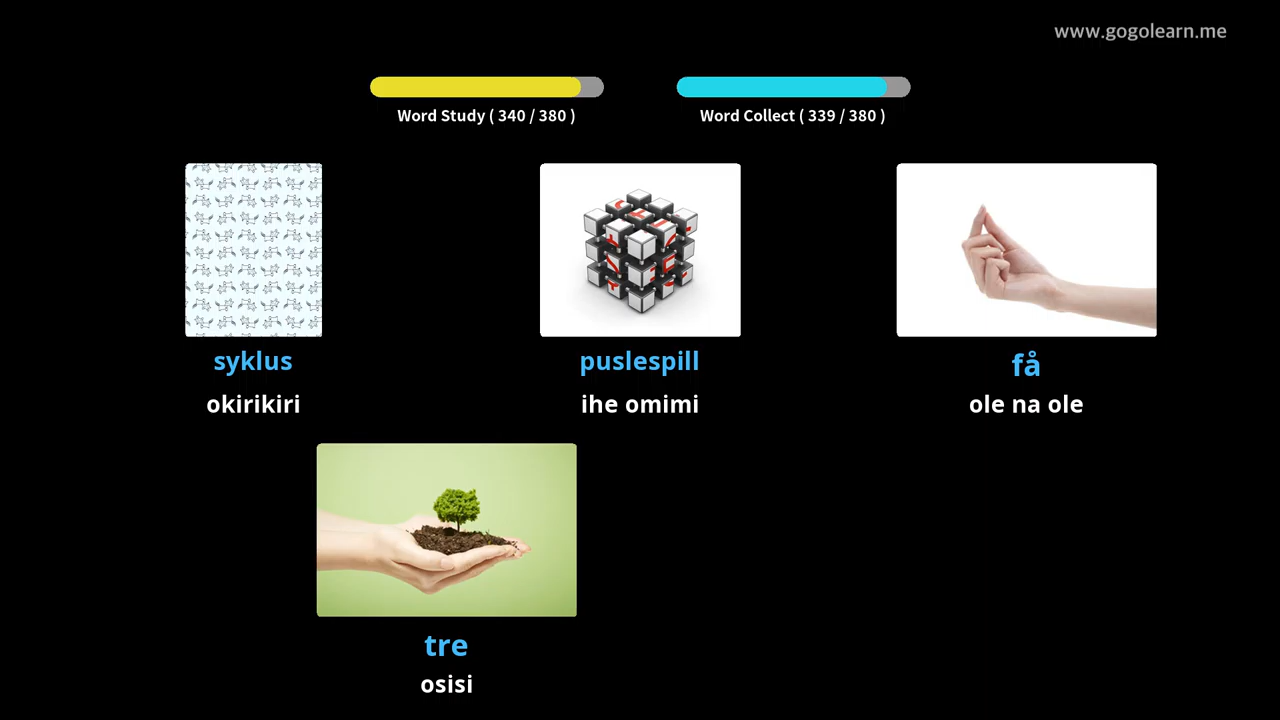 www.gogolearn.me
Word Study ( 340 / 380 )
Word Collect ( 339 / 380 )
syklus
puslespill
få
okirikiri
ihe omimi
ole na ole
tre
osisi